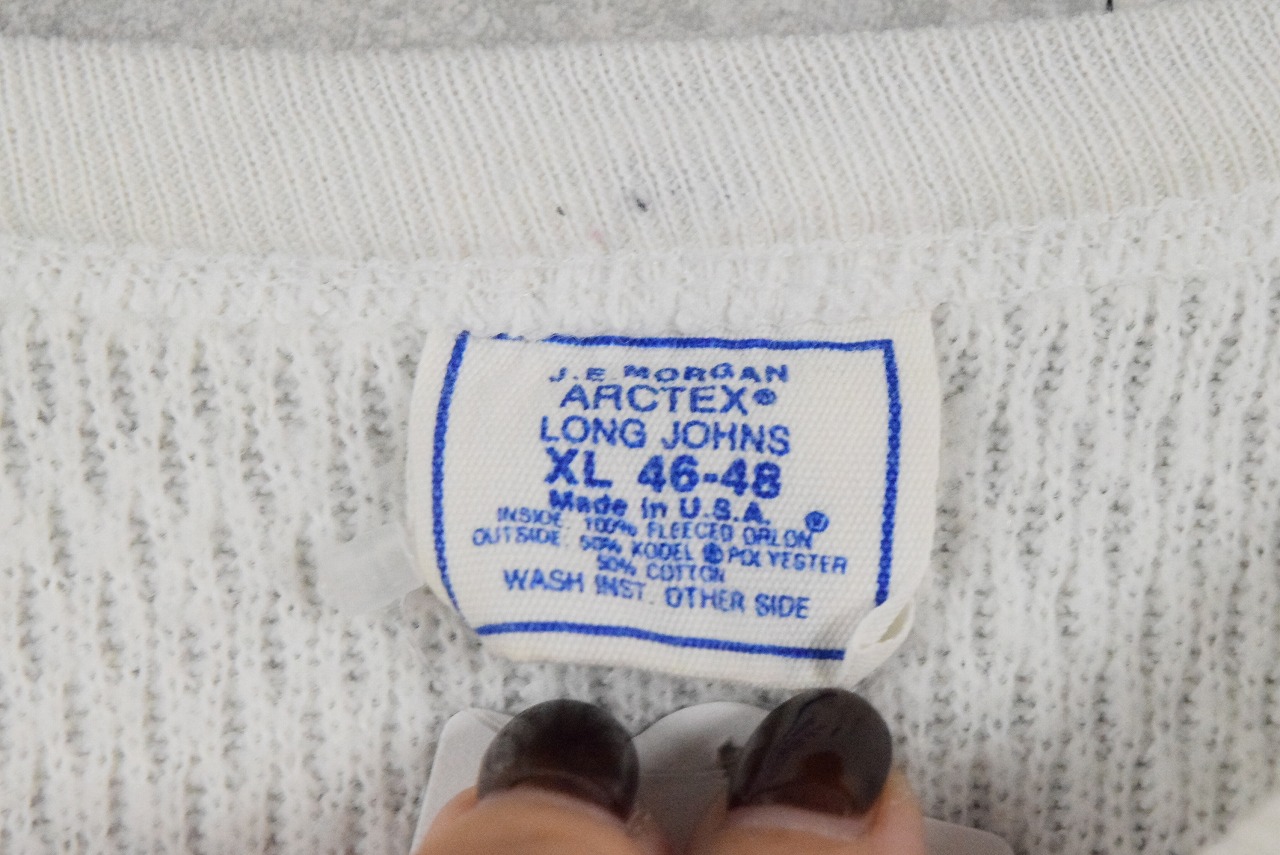 J.E. MORGAN
ARCTEX®
LONG JOHNS
XL 46-48
Made in U.S.A.
INSIDE: 100% FLEECED ORLON®
OUTSIDE: 50% KODEL ® POLYESTER
50% COTTON
WASH INST. OTHER SIDE